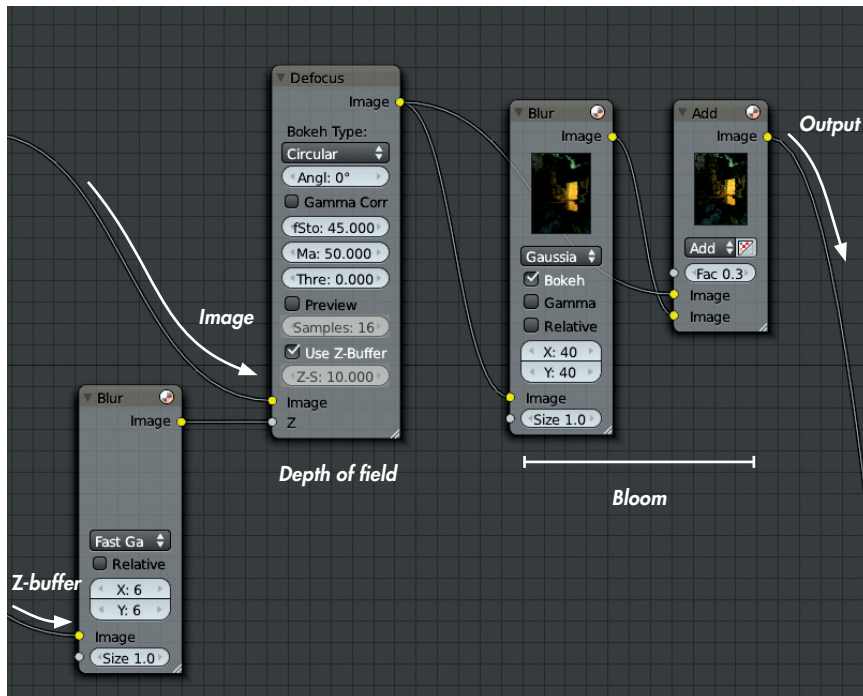 Defocus
Image
Bokeh Type:
Circular
Angl: 0°
Gamma Corr
fSto: 45.000
Ma: 50.000
Thre: 0.000
Preview
Samples: 16
Use Z-Buffer
Z-S: 10.000
Image
Z
Depth of field
Image
Blur
Image
Fast Ga
Relative
X: 6
Y: 6
Image
Size 1.0
Z-buffer
Blur
Image
Gaussia
Bokeh
Gamma
Relative
X: 40
Y: 40
Image
Size 1.0
Add
Image
Add
Fac 0.3
Image
Image
Output
Bloom